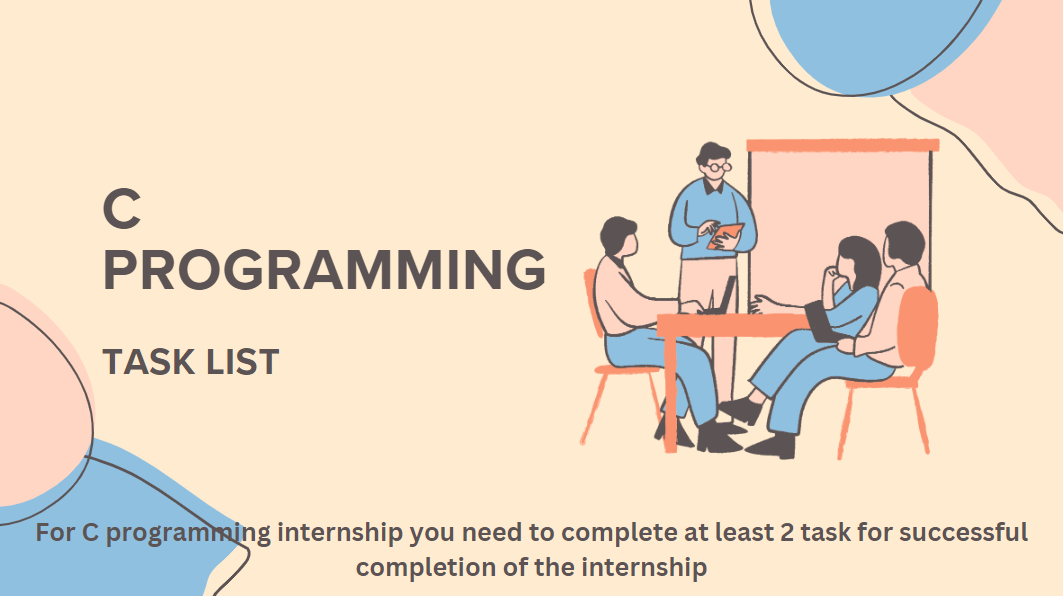 C
PROGRAMMING
TASK LIST
For C programming internship you need to complete at least 2 task for successful
completion of the internship